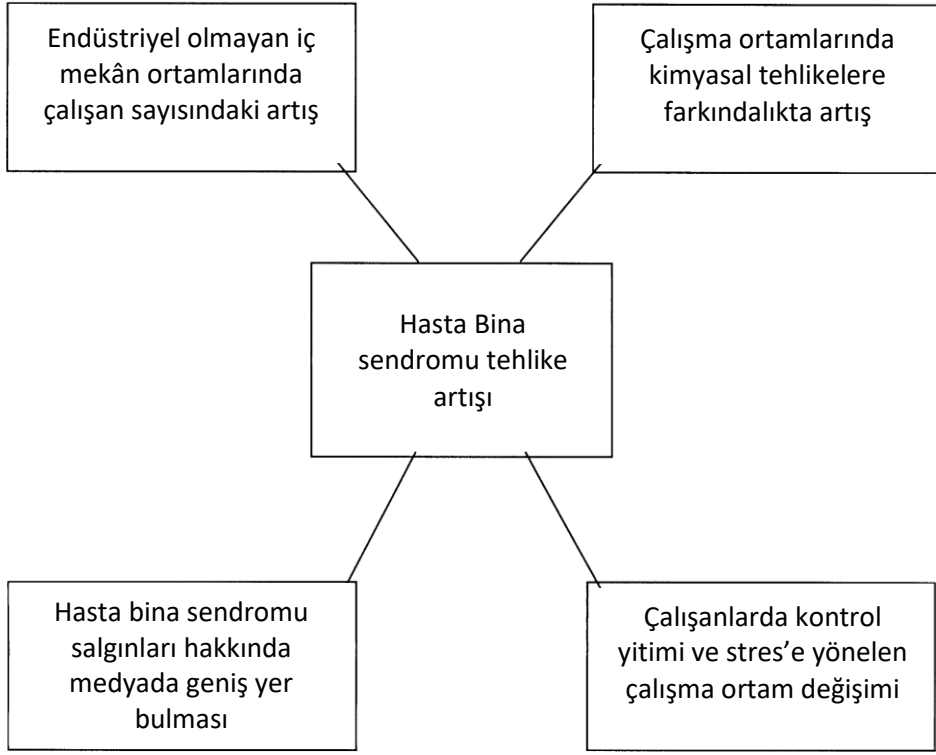 Endüstriyel olmayan iç
mekân ortamlarında
çalışan sayısındaki artış
Çalışma ortamlarında
kimyasal tehlikelere
farkındalıkta artış
Hasta Bina
sendromu tehlike
artışı
Hasta bina sendromu
salgınları hakkında
medyada geniş yer
bulması
Çalışanlarda kontrol
yitimi ve stres’e yönelen
çalışma ortam değişimi